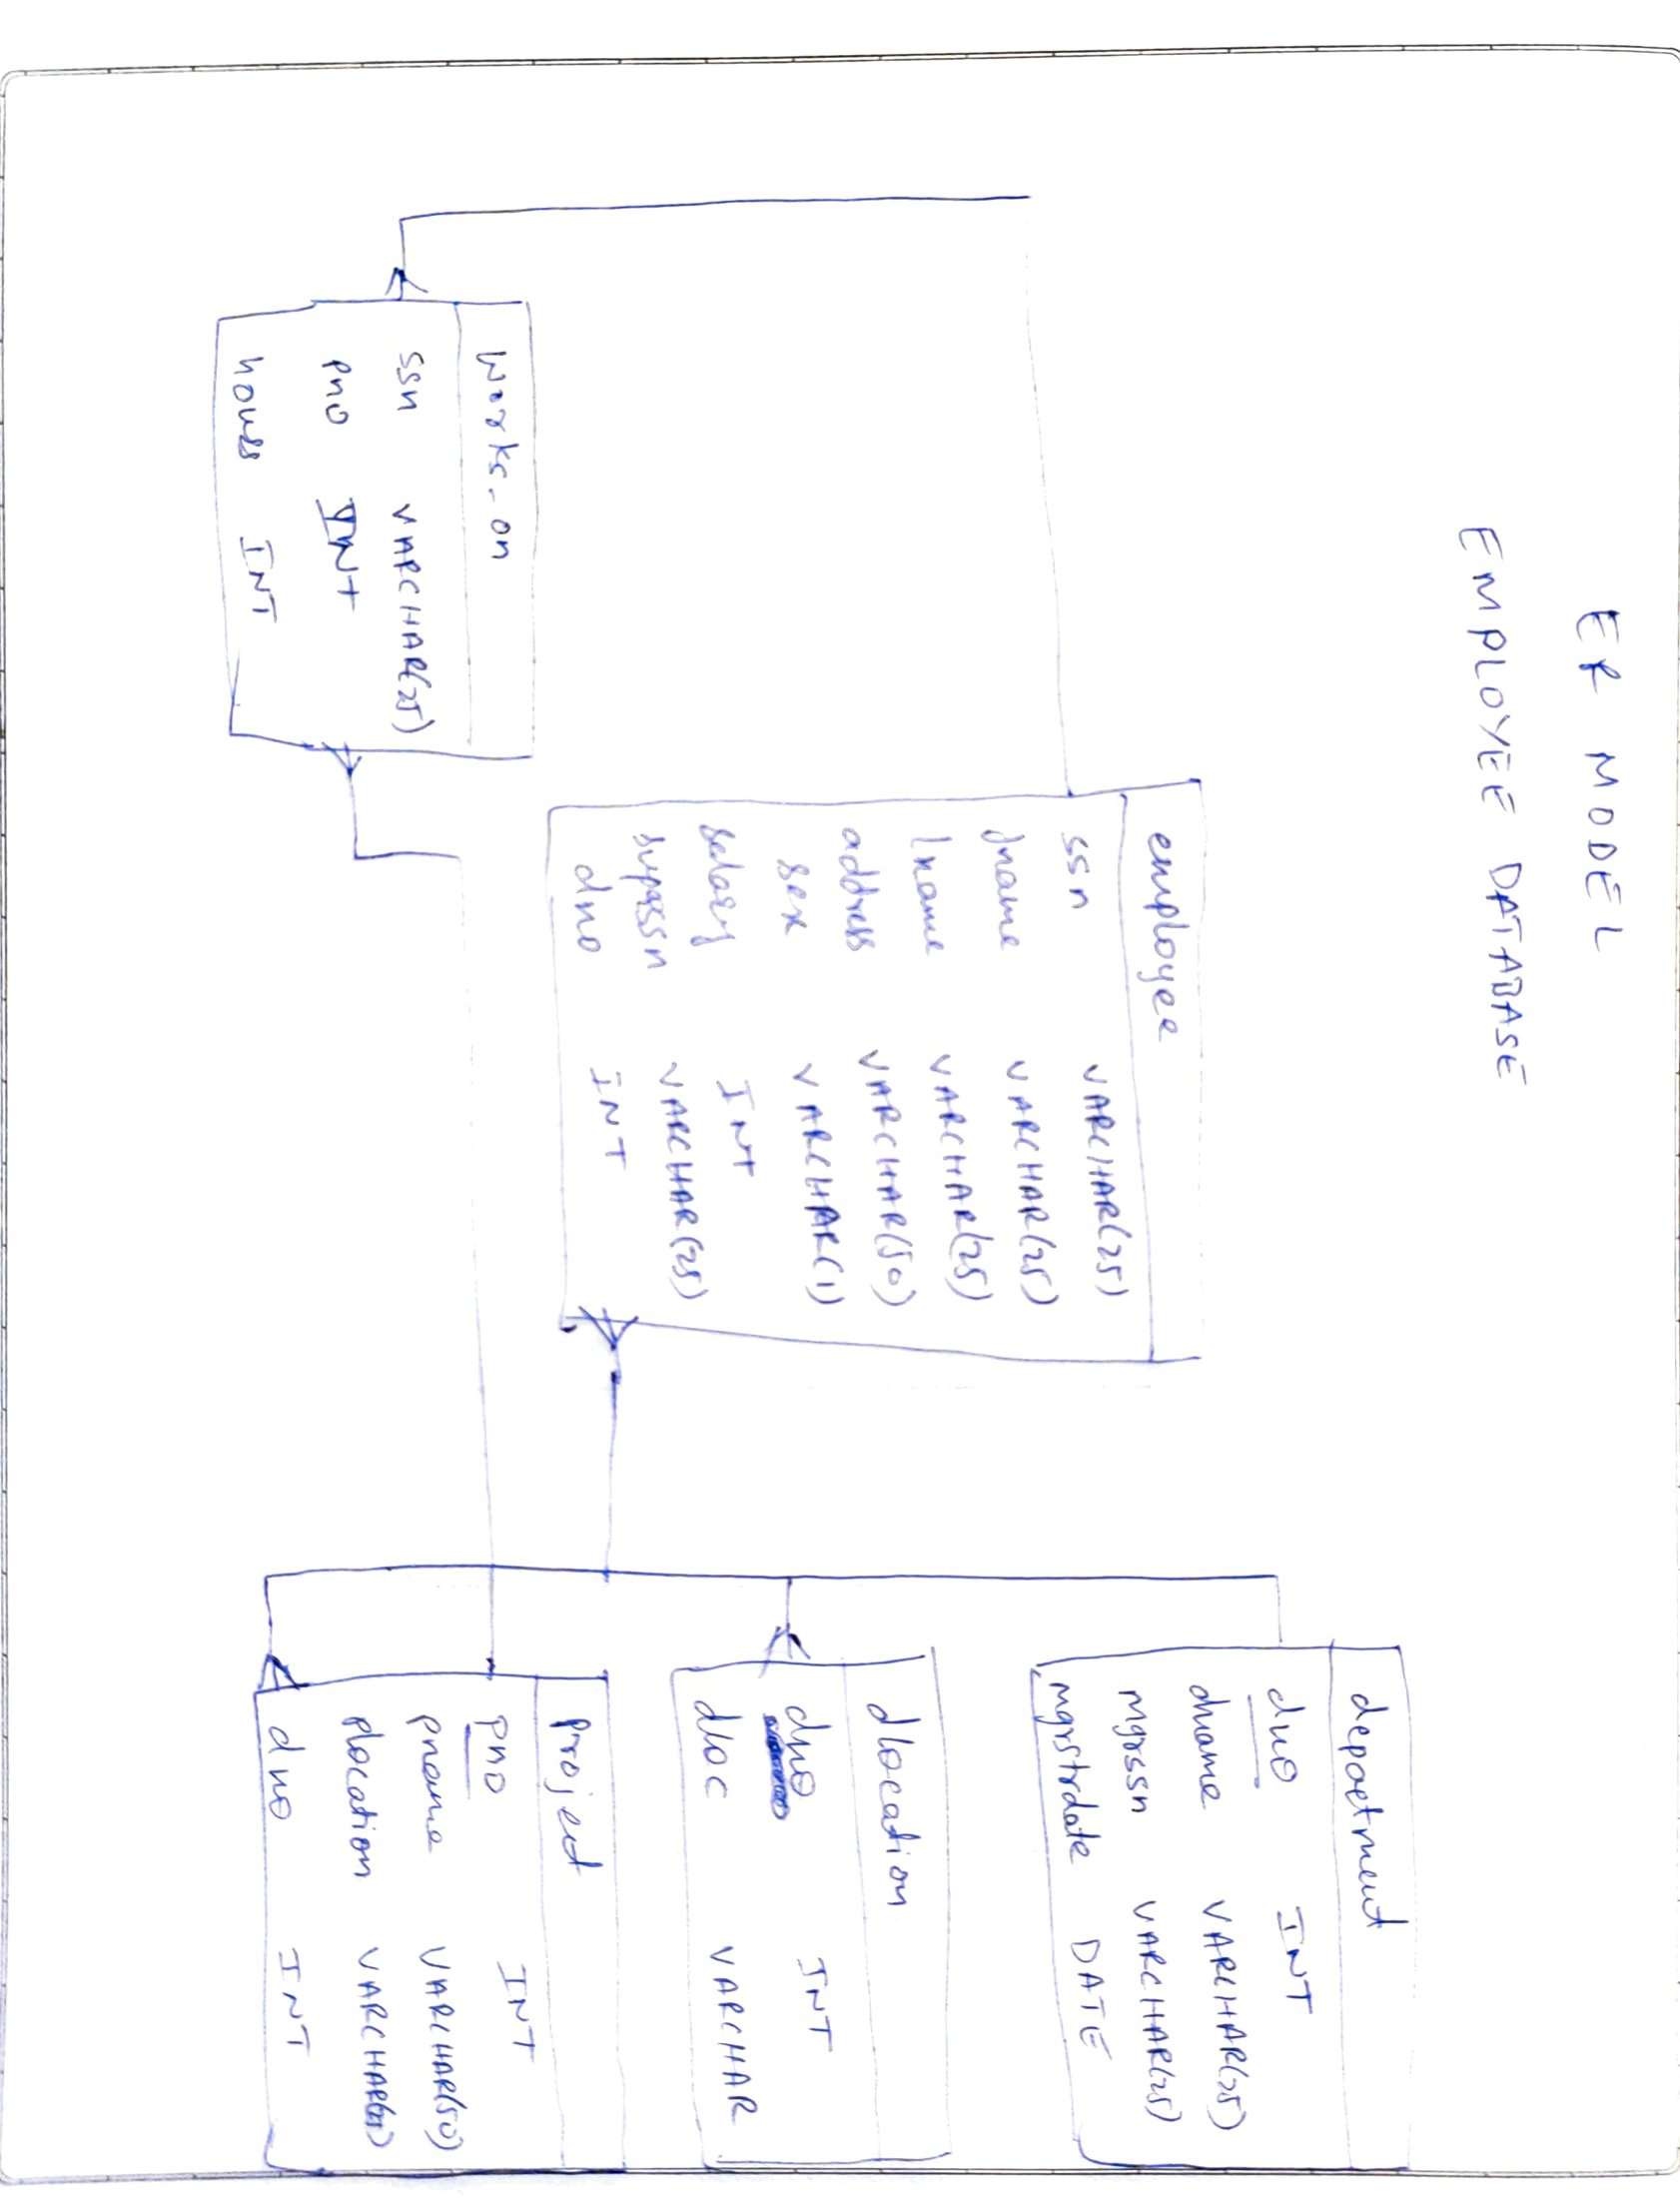 ER MODEL
EMPLOYEE DATABASE
employee
ssn VARCHAR(25)
fname VARCHAR(25)
lname VARCHAR(25)
address VARCHAR(50)
sex VARCHAR(1)
salary INT
superssn VARCHAR(25)
dno INT
works_on
ssn VARCHAR(25)
pno INT
hours INT
department
dno INT
dname VARCHAR(25)
mgrssn VARCHAR(25)
mgrstrdate DATE
dlocation
dno INT
dloc VARCHAR
project
pno INT
pname VARCHAR(50)
plocation
dno INT